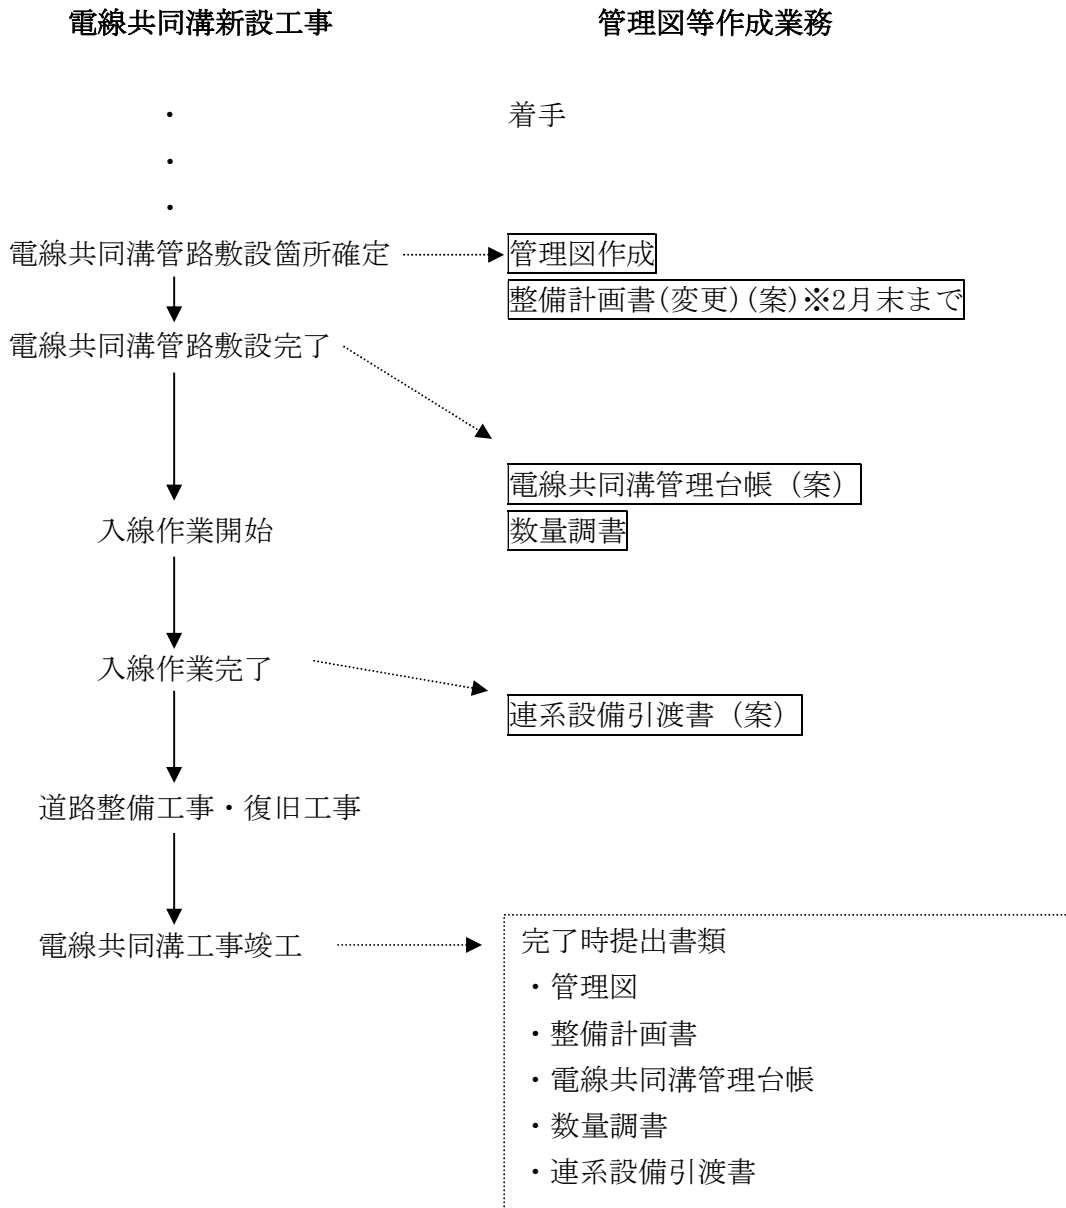 電線共同溝新設工事 管理図等作成業務
・ 着手
・
・
電線共同溝管路敷設箇所確定 管理図作成
整備計画書(変更)(案)※2月末まで
電線共同溝管路敷設完了
電線共同溝管理台帳（案）
入線作業開始 数量調書
入線作業完了
連系設備引渡書（案）
道路整備工事・復旧工事
電線共同溝工事竣工 完了時提出書類
・管理図
・整備計画書
・電線共同溝管理台帳
・数量調書
・連系設備引渡書